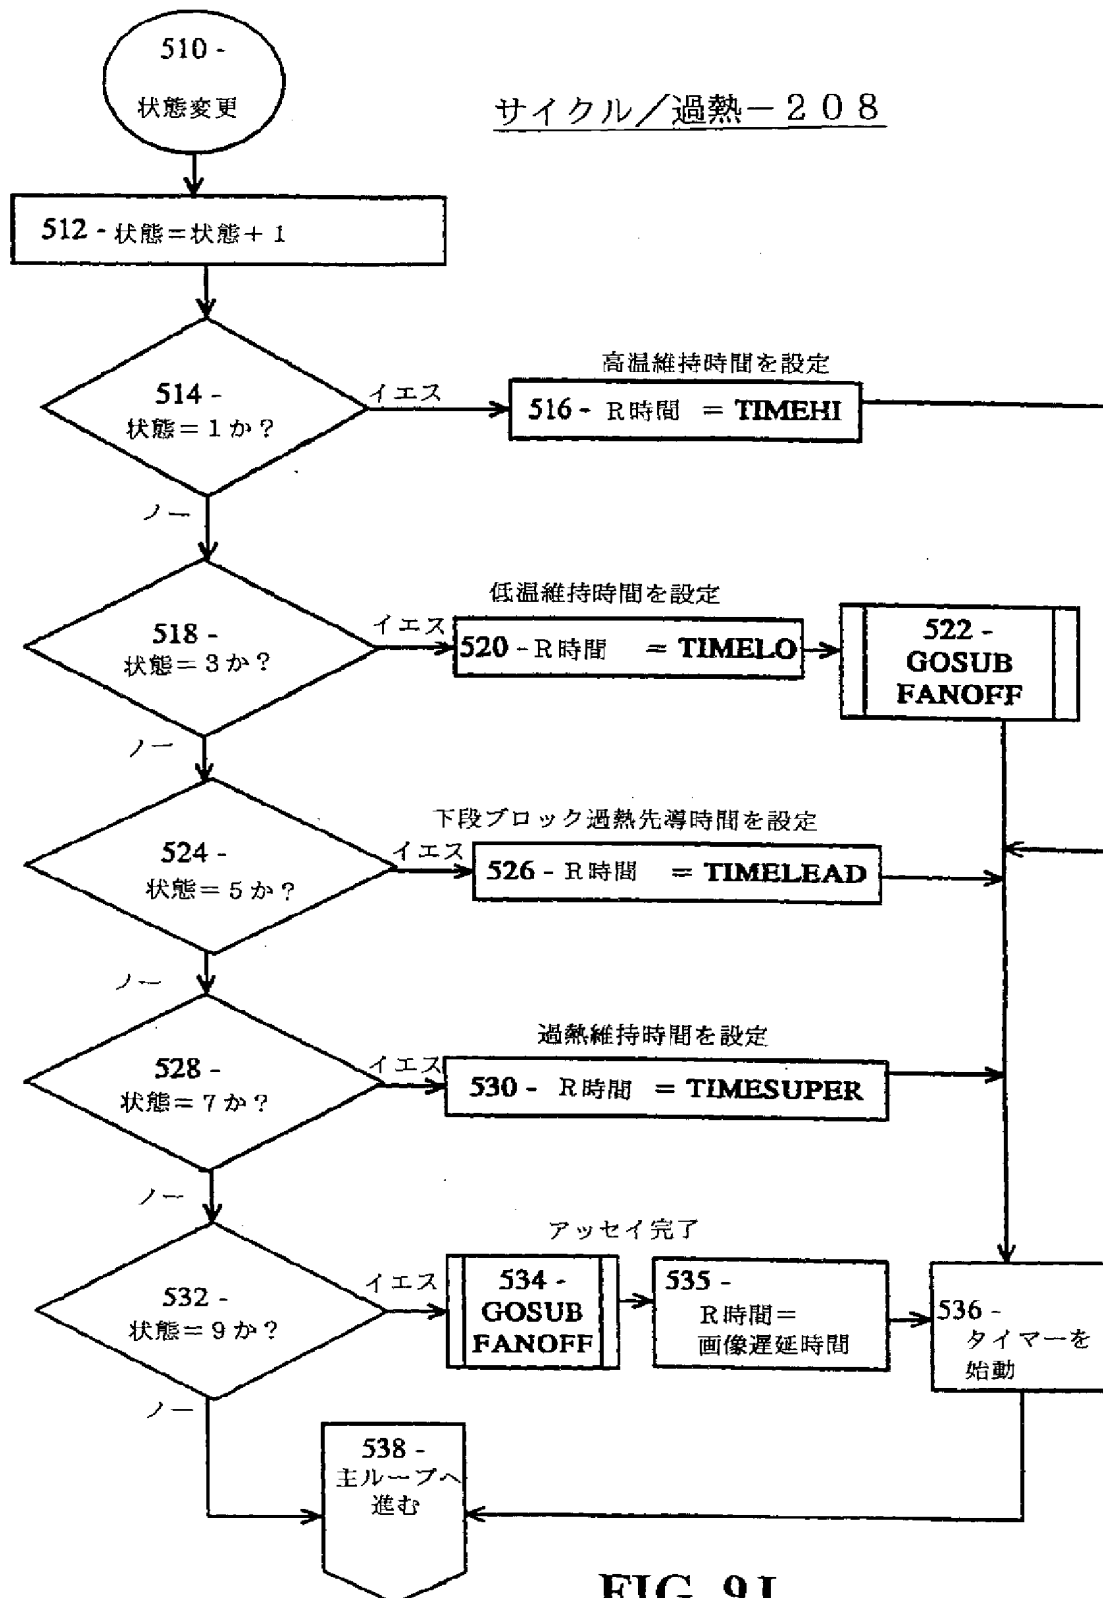 510 -
状態変更
サイクル／過熱－２０８
512 - 状態＝状態＋１
514 -
状態＝１か？
イエス
高温維持時間を設定
516 - Ｒ時間 = TIMEHI
ノー
518 -
状態＝３か？
イエス
低温維持時間を設定
520 - Ｒ時間 = TIMELO
522 -
GOSUB
FANOFF
ノー
524 -
状態＝５か？
イエス
下段ブロック過熱先導時間を設定
526 - Ｒ時間 = TIMELEAD
ノー
528 -
状態＝７か？
イエス
過熱維持時間を設定
530 - Ｒ時間 = TIMESUPER
ノー
532 -
状態＝９か？
イエス
アッセイ完了
534 -
GOSUB
FANOFF
535 -
Ｒ時間＝
画像遅延時間
536 -
タイマーを
始動
ノー
538 -
主ループへ
進む